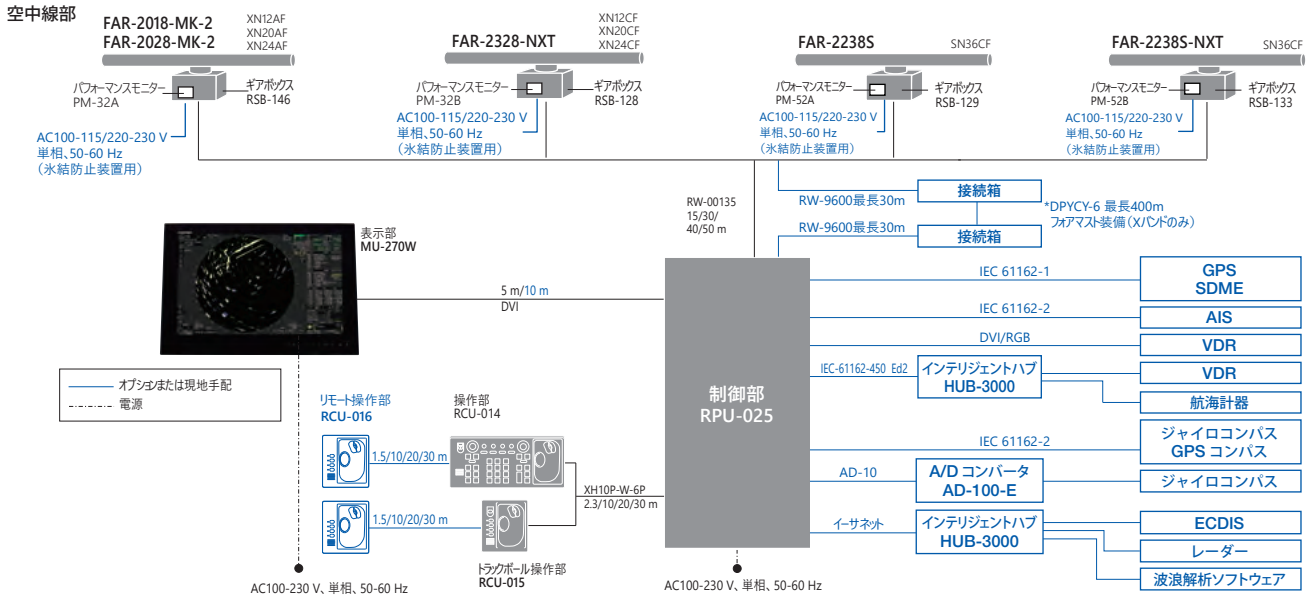 空中線部
FAR-2018-MK-2
FAR-2028-MK-2
XN12AF
XN20AF
XN24AF
パフォーマンスモニター
PM-32A
ギアボックス
RSB-146
AC100-115/220-230 V
単相、50-60 Hz
（氷結防止装置用）
FAR-2328-NXT
XN12CF
XN20CF
XN24CF
パフォーマンスモニター
PM-32B
ギアボックス
RSB-128
AC100-115/220-230 V
単相、50-60 Hz
（氷結防止装置用）
FAR-2238S
SN36CF
パフォーマンスモニター
PM-52A
ギアボックス
RSB-129
AC100-115/220-230 V
単相、50-60 Hz
（氷結防止装置用）
FAR-2238S-NXT
SN36CF
パフォーマンスモニター
PM-52B
ギアボックス
RSB-133
AC100-115/220-230 V
単相、50-60 Hz
（氷結防止装置用）
RW-00135
15/30/
40/50 m
RW-9600最長30m
接続箱
*DPYCY-6 最長400m
フォアマスト装備（Xバンドのみ）
RW-9600最長30m
接続箱
表示部
MU-270W
5 m/10 m
DVI
オプションまたは現地手配
電源
リモート操作部
RCU-016
操作部
RCU-014
1.5/10/20/30 m
1.5/10/20/30 m
XH10P-W-6P
2.3/10/20/30 m
トラックボール操作部
RCU-015
AC100-230 V、単相、50-60 Hz
制御部
RPU-025
AC100-230 V、単相、50-60 Hz
IEC 61162-1
GPS
SDME
IEC 61162-2
AIS
DVI/RGB
VDR
IEC-61162-450 Ed2
インテリジェントハブ
HUB-3000
VDR
航海計器
IEC 61162-2
ジャイロコンパス
GPS コンパス
AD-10
A/D コンバータ
AD-100-E
ジャイロコンパス
イーサネット
インテリジェントハブ
HUB-3000
ECDIS
レーダー
波浪解析ソフトウェア